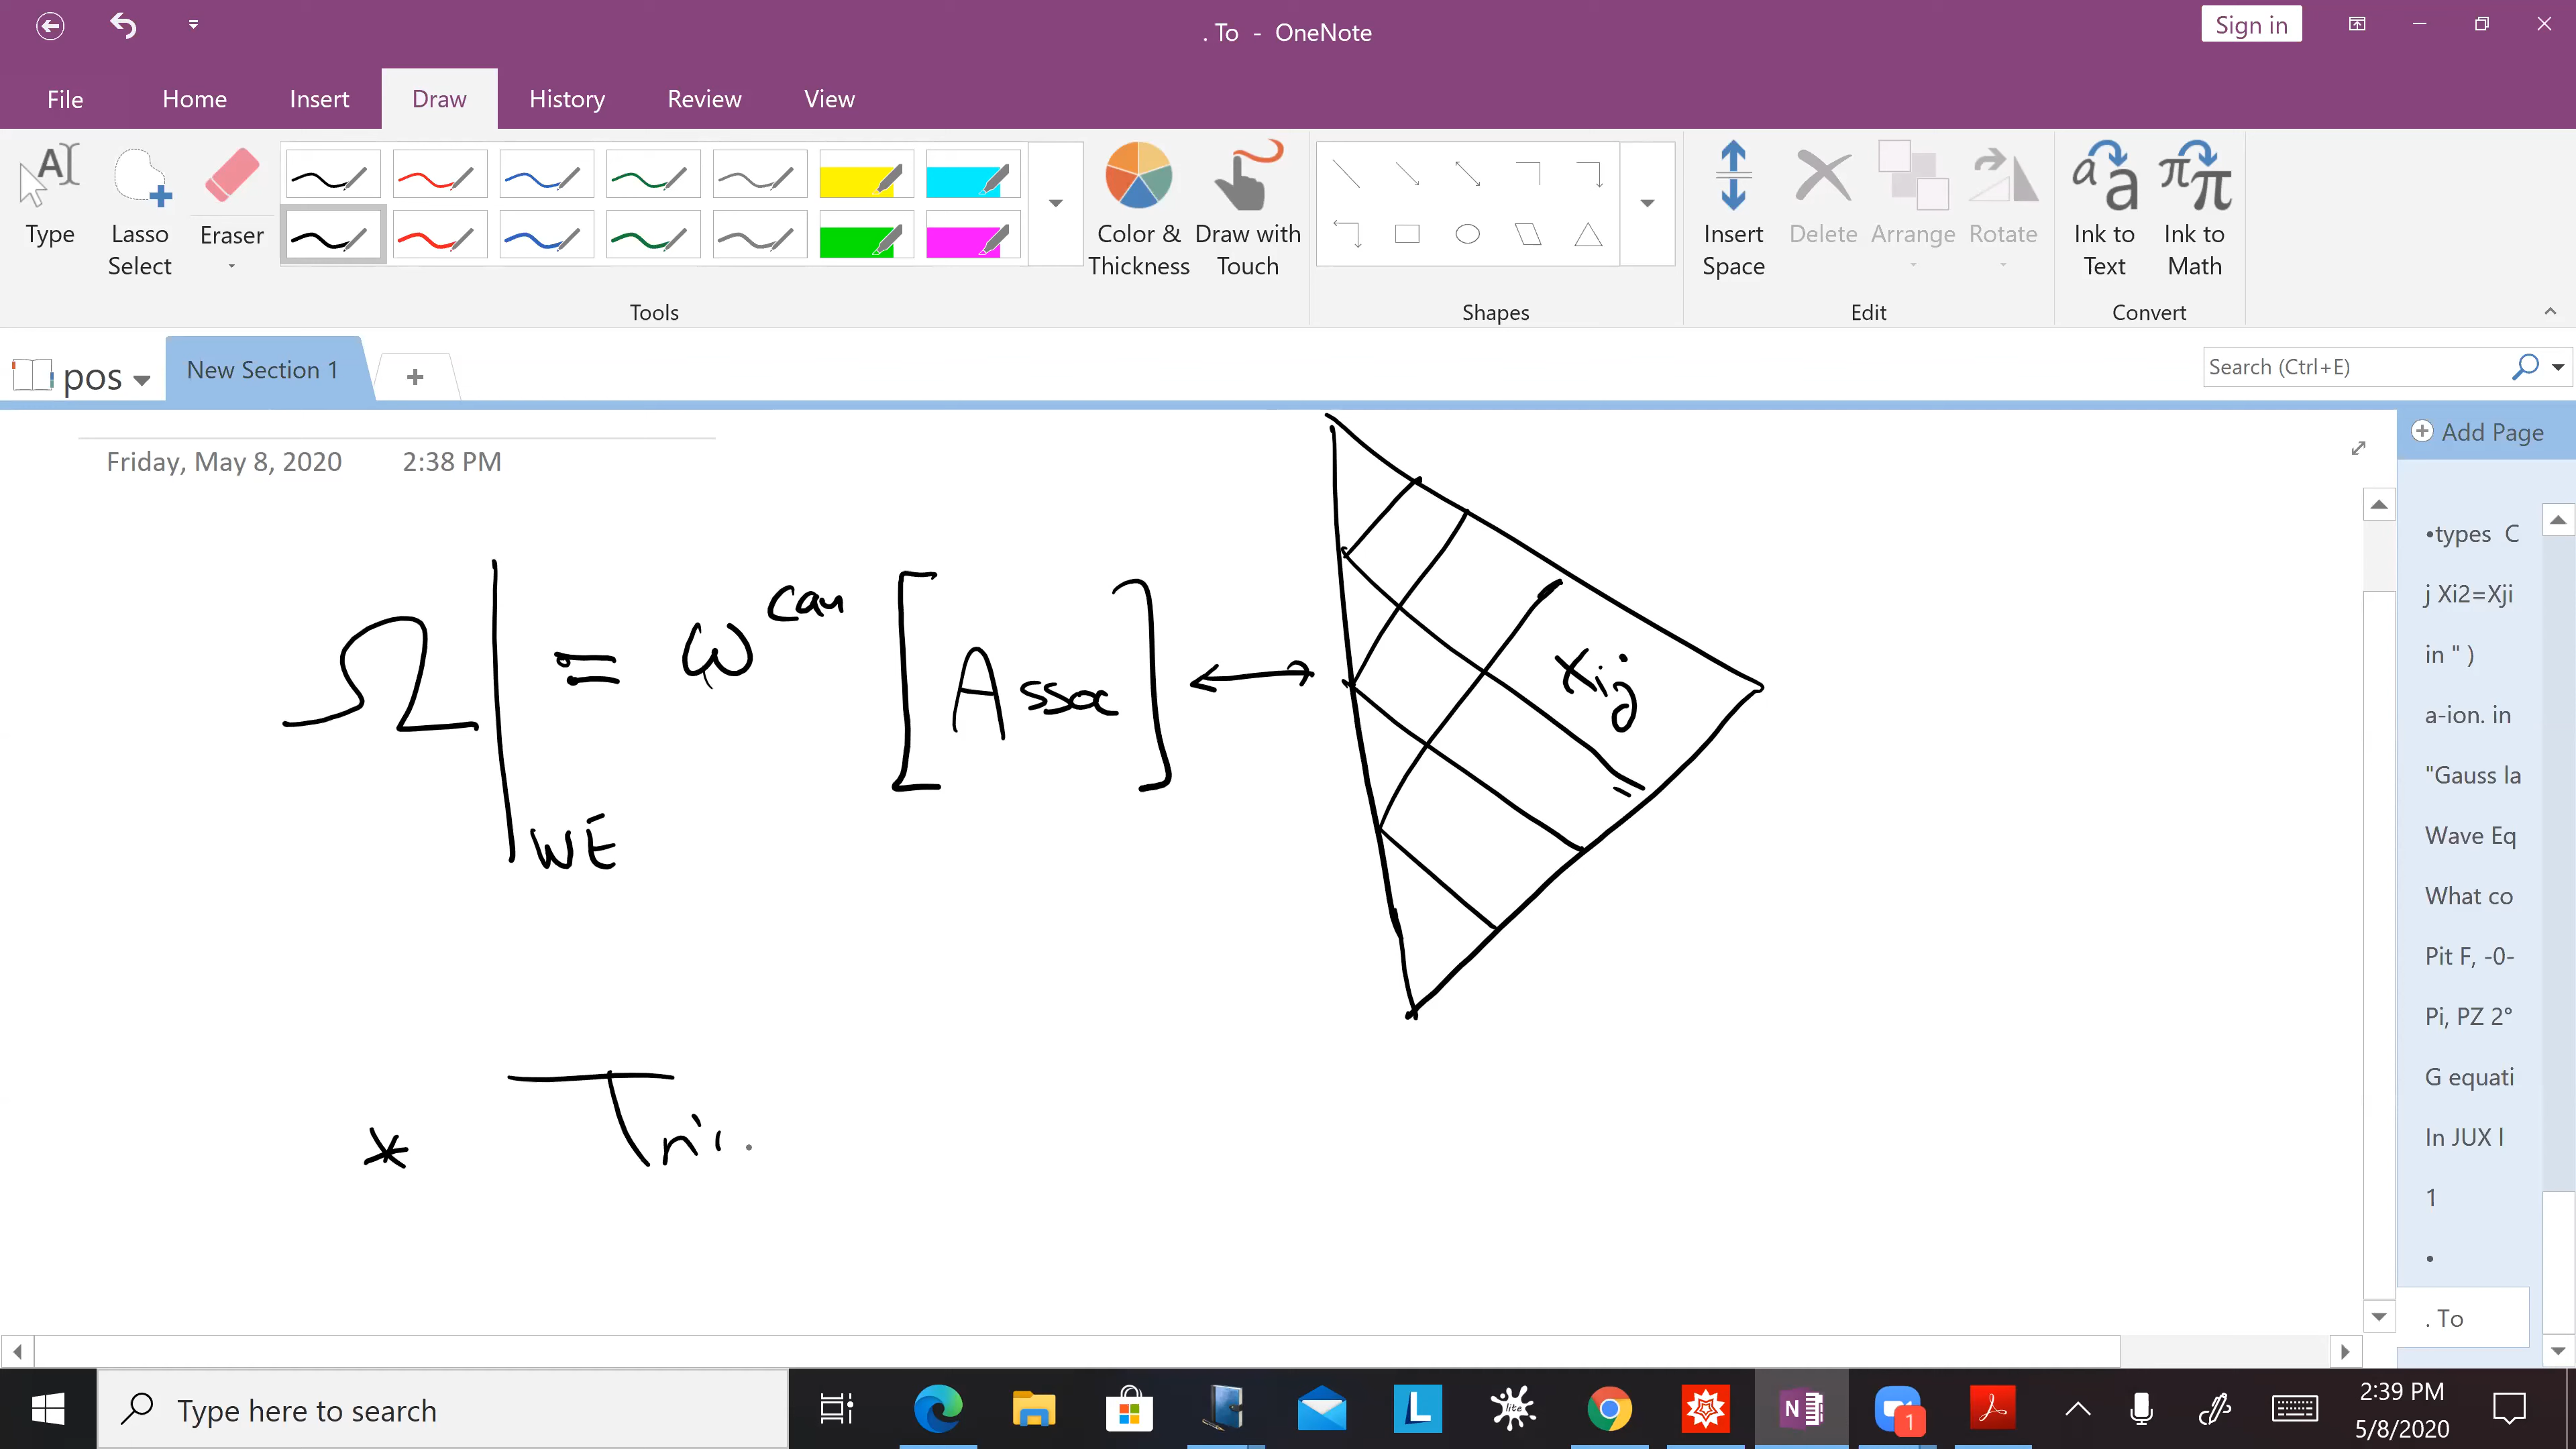 . To - OneNote
Sign in
File Home Insert Draw History Review View
Type
Lasso Select
Eraser
Color & Thickness
Draw with Touch
Insert Space
Delete
Arrange
Rotate
Ink to Text
Ink to Math
Tools
Shapes
Edit
Convert
pos
New Section 1
+
Search (Ctrl+E)
Add Page
Friday, May 8, 2020 2:38 PM
Ω| WE = ω^can [Assoc] ↔ Xij
* Tri
•types C
j Xi2=Xji
in " )
a-ion. in
"Gauss la
Wave Eq
What co
Pit F, -0-
Pi, PZ 2°
G equati
In JUX l
1
•
. To
Type here to search
L
lite
N
1
2:39 PM
5/8/2020